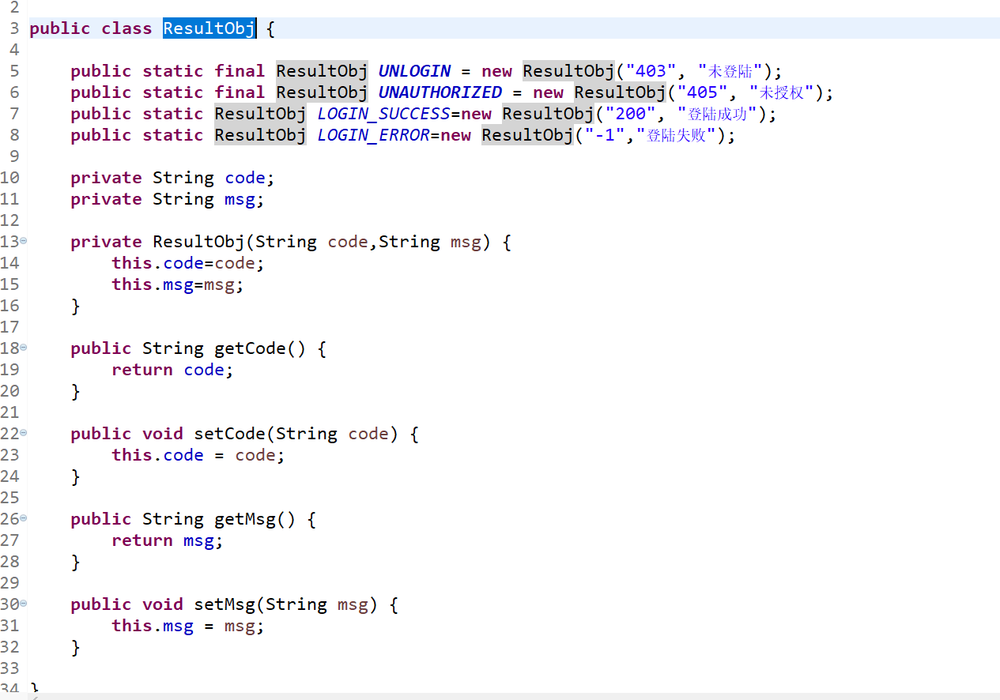 2
3 public class ResultObj {
4
5 public static final ResultObj UNLOGIN = new ResultObj("403", "未登陆");
6 public static final ResultObj UNAUTHORIZED = new ResultObj("405", "未授权");
7 public static ResultObj LOGIN_SUCCESS=new ResultObj("200", "登陆成功");
8 public static ResultObj LOGIN_ERROR=new ResultObj("-1","登陆失败");
9
10 private String code;
11 private String msg;
12
13 private ResultObj(String code,String msg) {
14 this.code=code;
15 this.msg=msg;
16 }
17
18 public String getCode() {
19 return code;
20 }
21
22 public void setCode(String code) {
23 this.code = code;
24 }
25
26 public String getMsg() {
27 return msg;
28 }
29
30 public void setMsg(String msg) {
31 this.msg = msg;
32 }
33
34 }